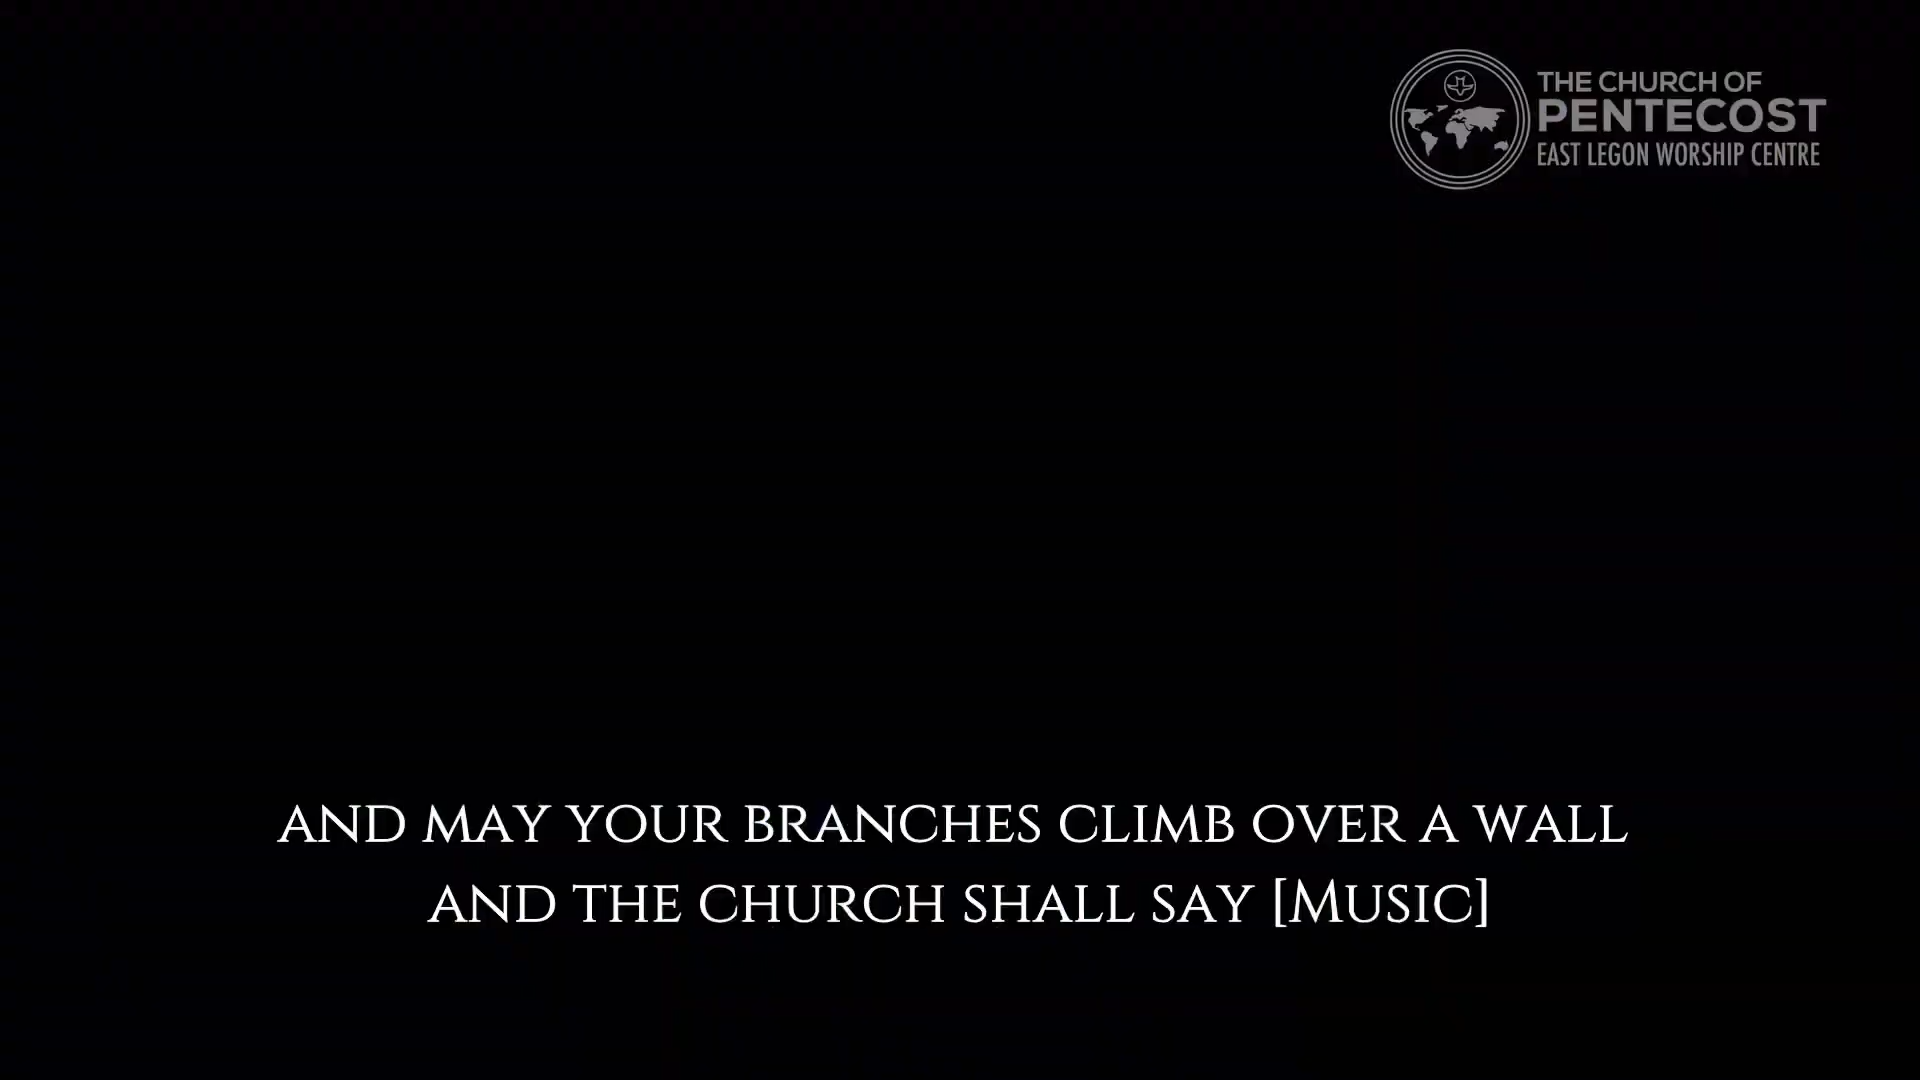 THE CHURCH OF
PENTECOST
EAST LEGON WORSHIP CENTRE
AND MAY YOUR BRANCHES CLIMB OVER A WALL
AND THE CHURCH SHALL SAY [MUSIC]